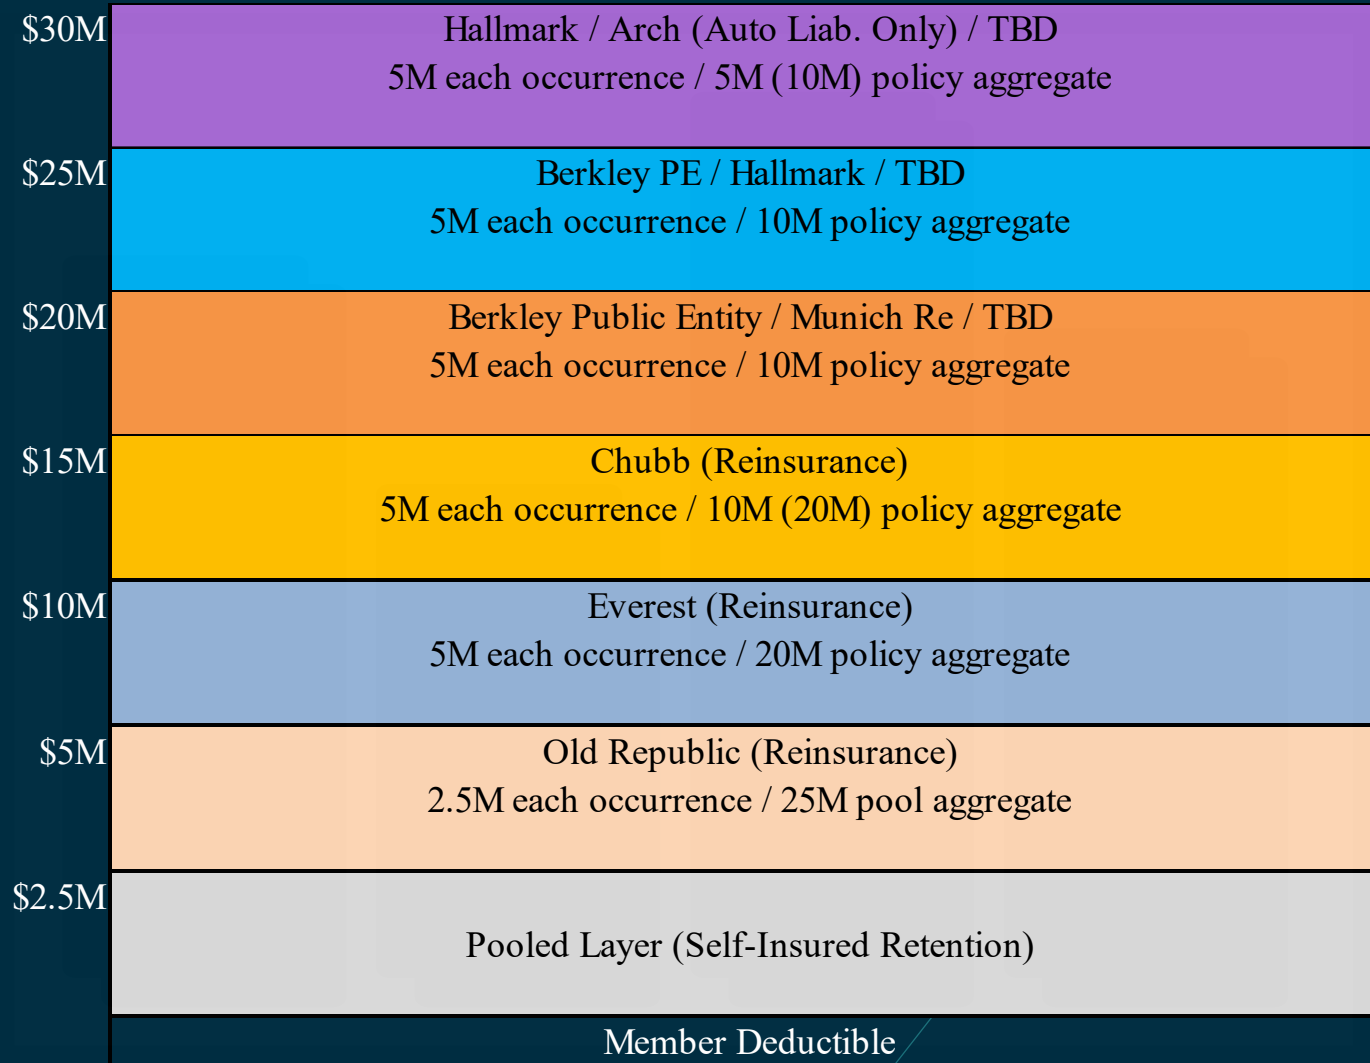 $30M
Hallmark / Arch (Auto Liab. Only) / TBD
5M each occurrence / 5M (10M) policy aggregate
$25M
Berkley PE / Hallmark / TBD
5M each occurrence / 10M policy aggregate
$20M
Berkley Public Entity / Munich Re / TBD
5M each occurrence / 10M policy aggregate
$15M
Chubb (Reinsurance)
5M each occurrence / 10M (20M) policy aggregate
$10M
Everest (Reinsurance)
5M each occurrence / 20M policy aggregate
$5M
Old Republic (Reinsurance)
2.5M each occurrence / 25M pool aggregate
$2.5M
Pooled Layer (Self-Insured Retention)
Member Deductible